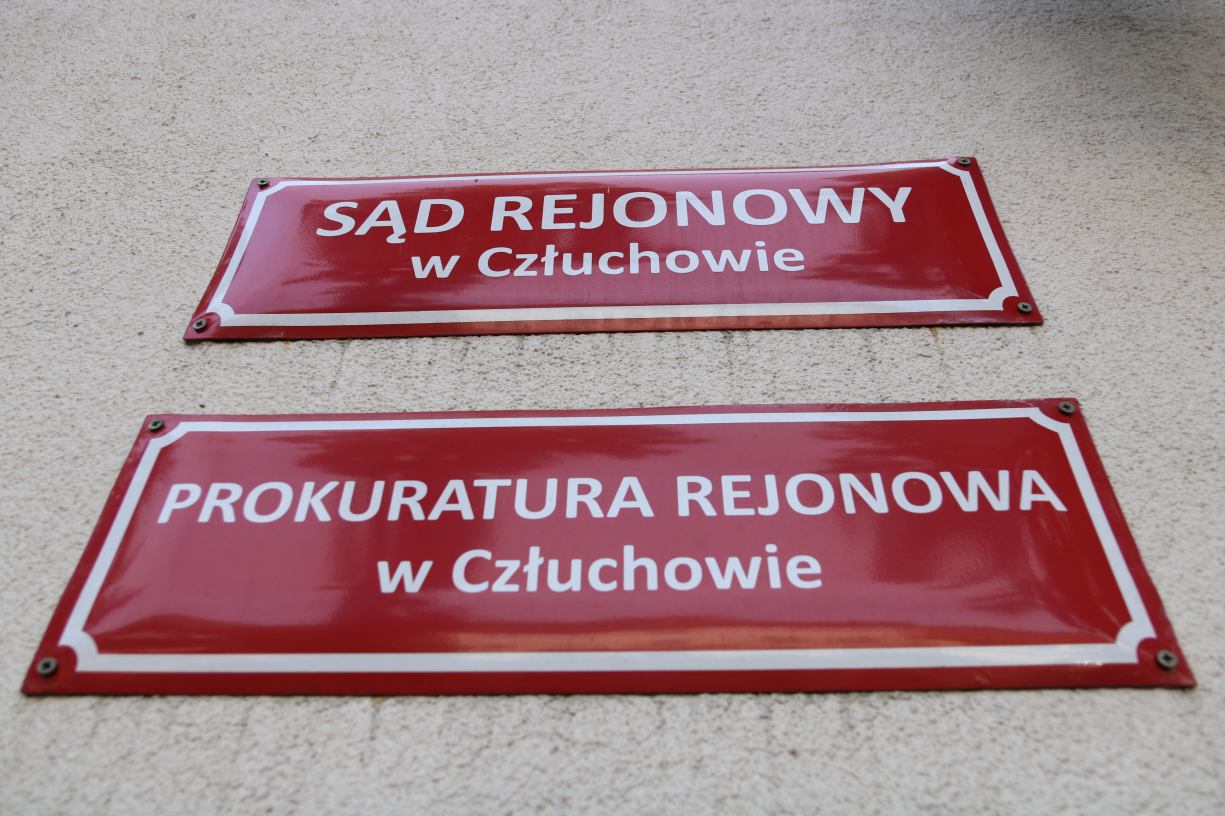 SĄD REJONOWY
w Człuchowie
PROKURATURA REJONOWA
w Człuchowie